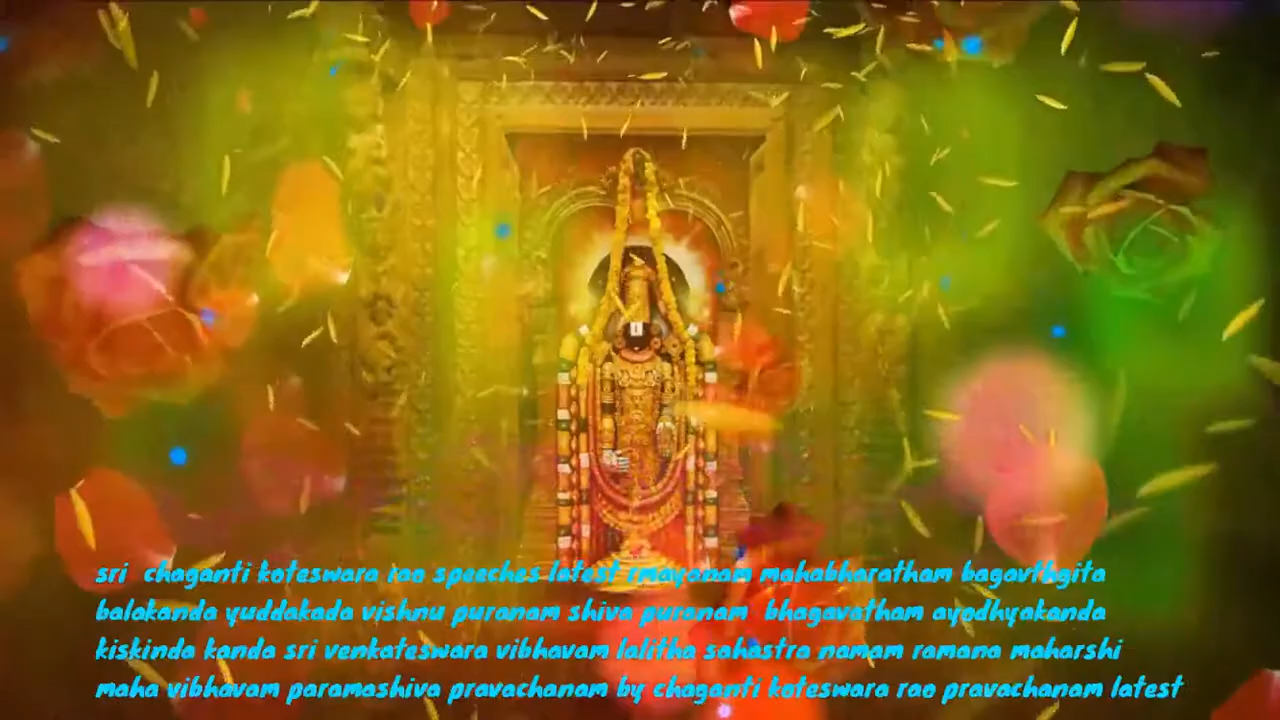 sri chaganti koteswara rao speeches latest rmayanam mahabharatham bagavthgita
balakanda yuddakada vishnu puranam shiva puranam bhagavatham ayodhyakanda
kiskinda kanda sri venkateswara vibhavam lalitha sahastra namam ramana maharshi
maha vibhavam paramashiva pravachanam by chaganti koteswara rao pravachanam latest